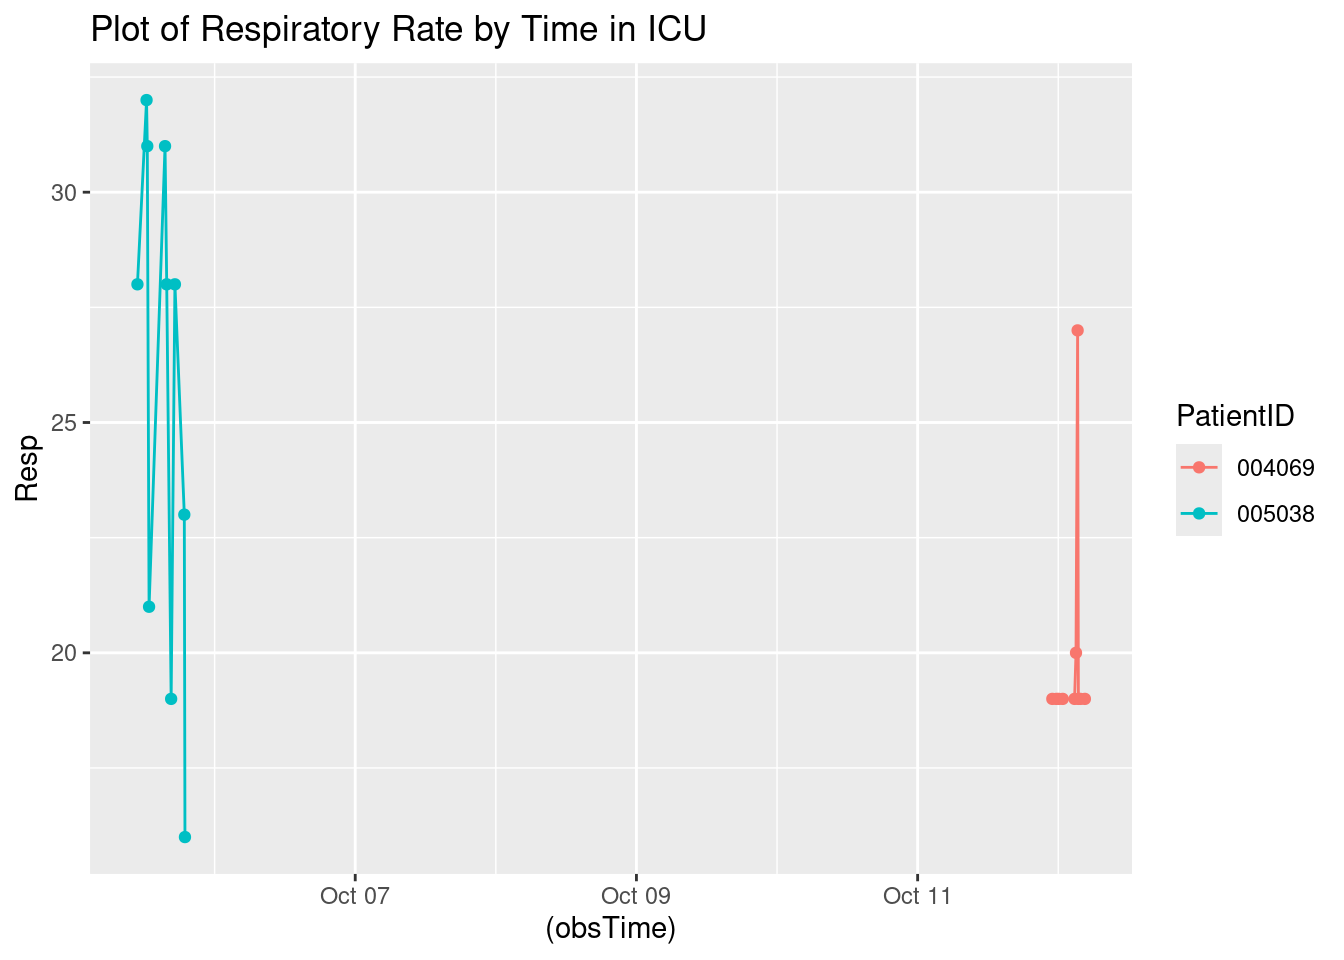 Plot of Respiratory Rate by Time in ICU
30
25
20
Resp
Oct 07
Oct 09
Oct 11
(obsTime)
PatientID
004069
005038